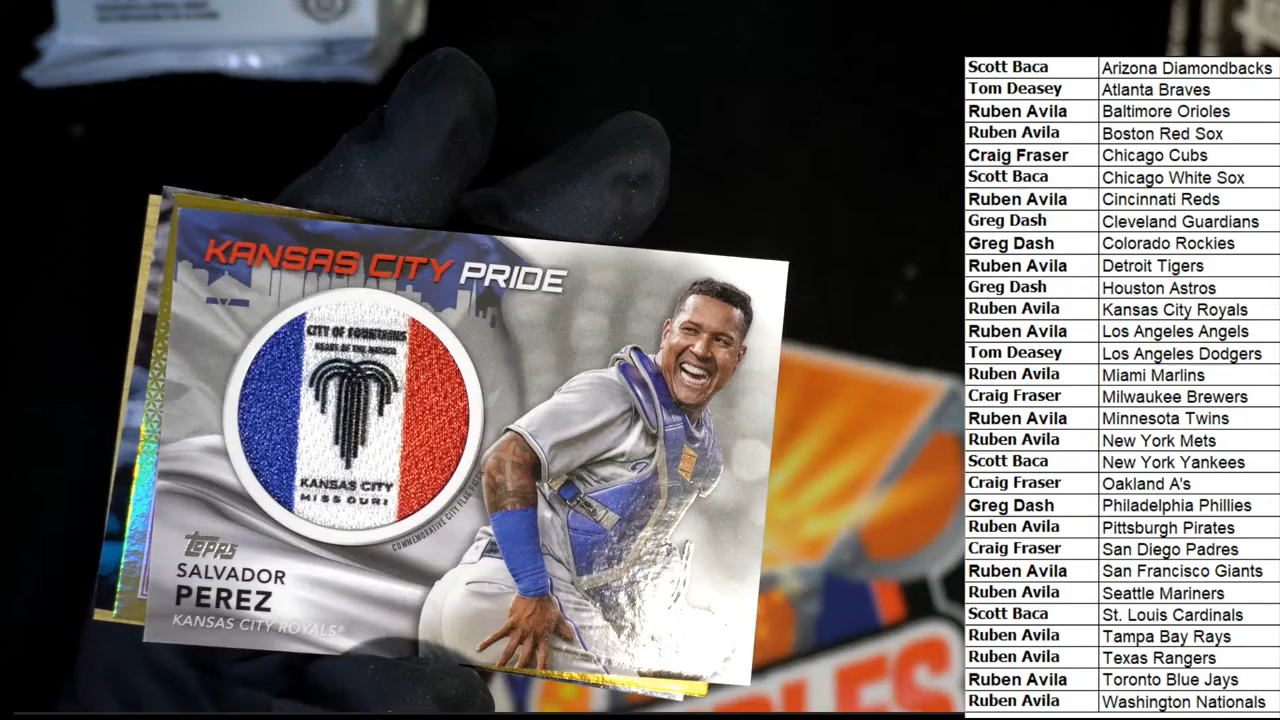 KANSAS CITY PRIDE
CITY OF FOUNTAINS
HEART OF THE NATION
KANSAS CITY
MISSOURI
COMMEMORATIVE CITY FLAG
Topps
SALVADOR
PEREZ
KANSAS CITY ROYALS
Scott Baca Arizona Diamondbacks
Tom Deasey Atlanta Braves
Ruben Avila Baltimore Orioles
Ruben Avila Boston Red Sox
Craig Fraser Chicago Cubs
Scott Baca Chicago White Sox
Ruben Avila Cincinnati Reds
Greg Dash Cleveland Guardians
Greg Dash Colorado Rockies
Ruben Avila Detroit Tigers
Greg Dash Houston Astros
Ruben Avila Kansas City Royals
Ruben Avila Los Angeles Angels
Tom Deasey Los Angeles Dodgers
Ruben Avila Miami Marlins
Craig Fraser Milwaukee Brewers
Ruben Avila Minnesota Twins
Ruben Avila New York Mets
Scott Baca New York Yankees
Craig Fraser Oakland A's
Greg Dash Philadelphia Phillies
Ruben Avila Pittsburgh Pirates
Craig Fraser San Diego Padres
Ruben Avila San Francisco Giants
Ruben Avila Seattle Mariners
Scott Baca St. Louis Cardinals
Ruben Avila Tampa Bay Rays
Ruben Avila Texas Rangers
Ruben Avila Toronto Blue Jays
Ruben Avila Washington Nationals